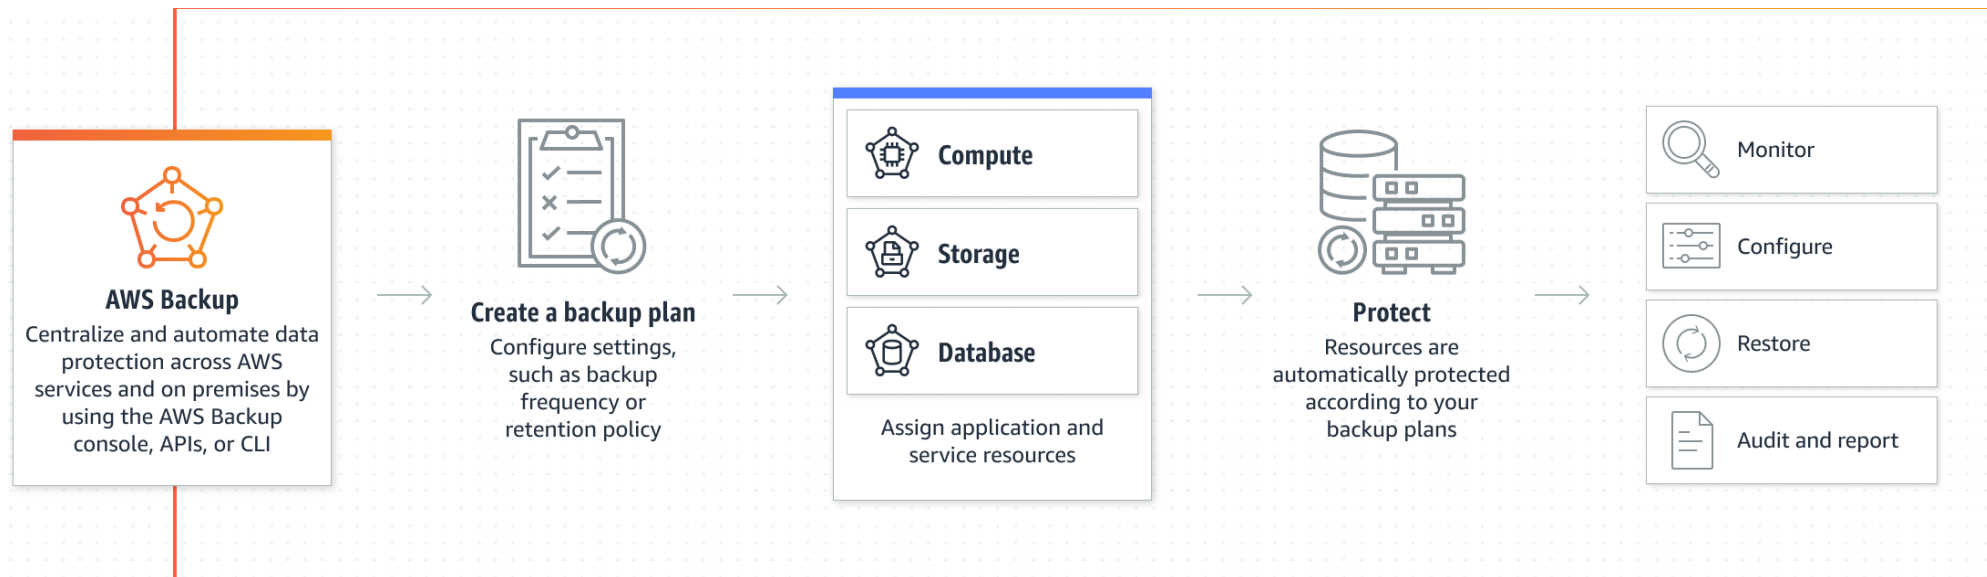 AWS Backup
Centralize and automate data
protection across AWS
services and on premises by
using the AWS Backup
console, APIs, or CLI
Create a backup plan
Configure settings,
such as backup
frequency or
retention policy
Compute
Storage
Database
Assign application and
service resources
Protect
Resources are
automatically protected
according to your
backup plans
Monitor
Configure
Restore
Audit and report